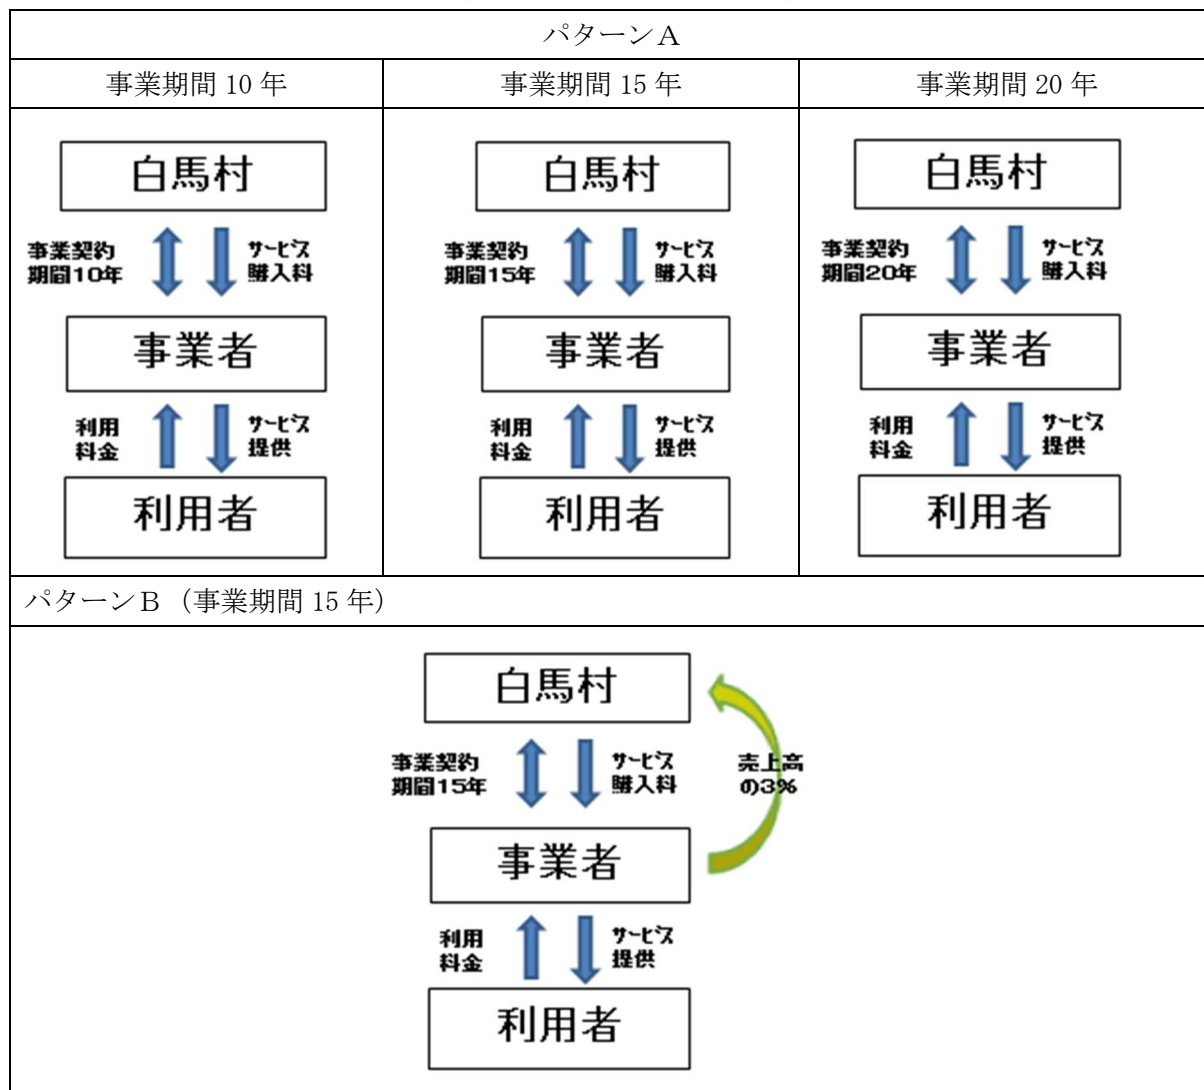 パターンA
事業期間 10 年
事業期間 15 年
事業期間 20 年
白馬村
事業契約
期間10年
サービス
購入料
事業者
利用
料金
サービス
提供
利用者
白馬村
事業契約
期間15年
サービス
購入料
事業者
利用
料金
サービス
提供
利用者
白馬村
事業契約
期間20年
サービス
購入料
事業者
利用
料金
サービス
提供
利用者
パターンB（事業期間 15 年）
白馬村
事業契約
期間15年
サービス
購入料
売上高
の3%
事業者
利用
料金
サービス
提供
利用者